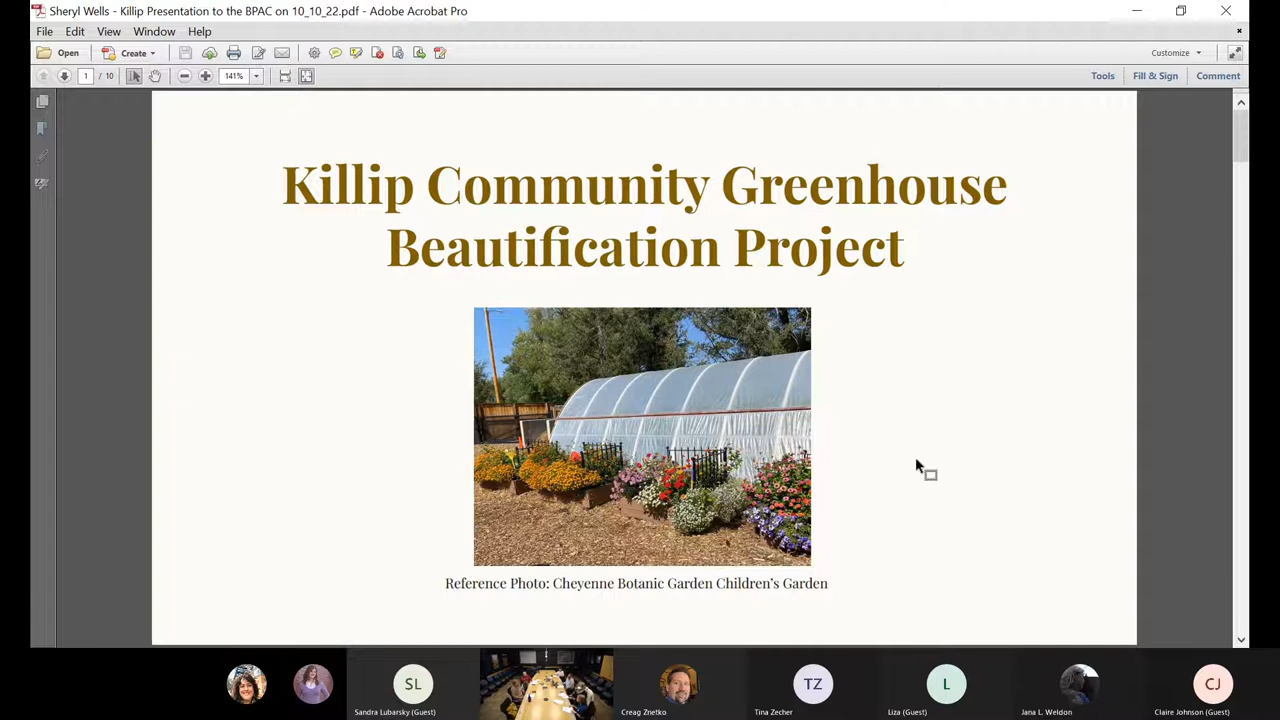 Sheryl Wells - Killip Presentation to the BPAC on 10_10_22.pdf - Adobe Acrobat Pro
File Edit View Window Help
Open Create Customize
1 / 10 141% Tools Fill & Sign Comment
Killip Community Greenhouse
Beautification Project
Reference Photo: Cheyenne Botanic Garden Children's Garden
SL TZ L CJ
Sandra Lubarsky (Guest) Creag Znetko Tina Zecher Liza (Guest) Jana L. Weldon Claire Johnson (Guest)